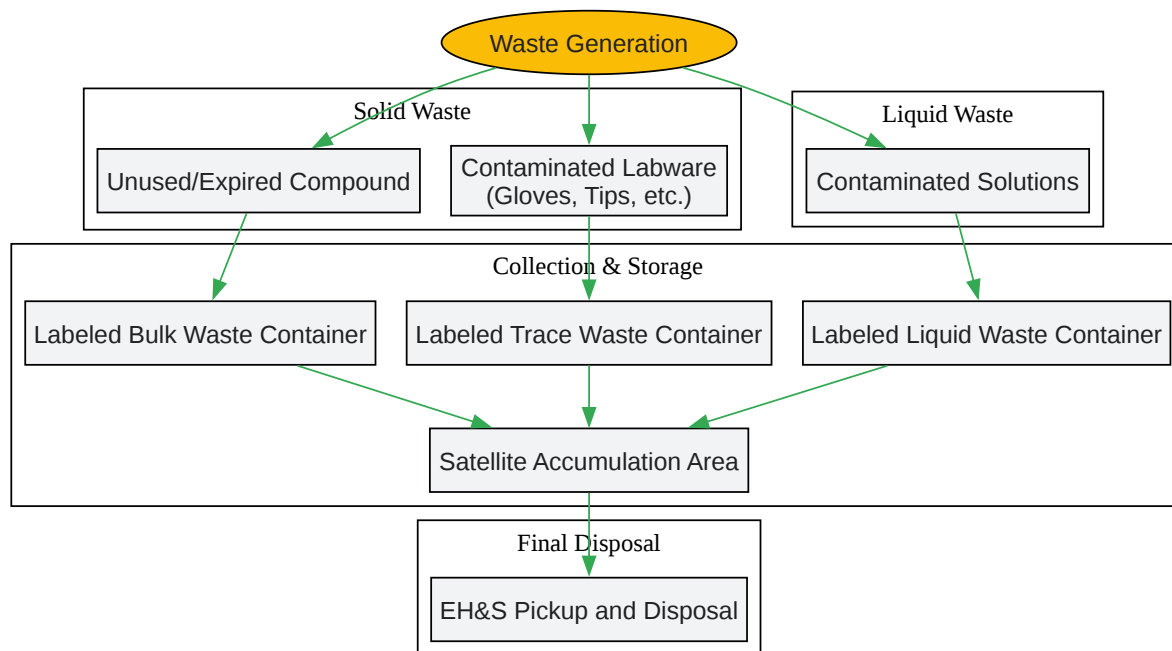 Waste Generation
Solid Waste
Liquid Waste
Unused/Expired Compound
Contaminated Labware
(Gloves, Tips, etc.)
Contaminated Solutions
Collection & Storage
Labeled Bulk Waste Container
Labeled Trace Waste Container
Labeled Liquid Waste Container
Satellite Accumulation Area
Final Disposal
EH&S Pickup and Disposal